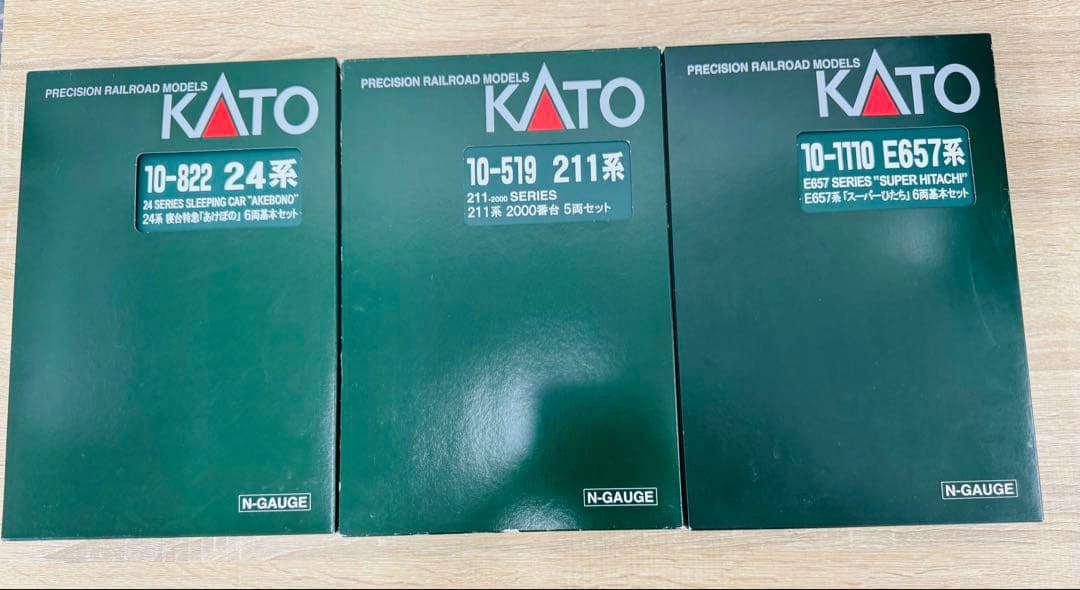 PRECISION RAILROAD MODELS
KATO
10-822 24系
24 SERIES SLEEPING CAR "AKEBONO"
24系 寝台特急「あけぼの」6両基本セット
N-GAUGE
PRECISION RAILROAD MODELS
KATO
10-519 211系
211-2000 SERIES
211系 2000番台 5両セット
N-GAUGE
PRECISION RAILROAD MODELS
KATO
10-1110 E657系
E657 SERIES "SUPER HITACHI"
E657系「スーパーひたち」6両基本セット
N-GAUGE